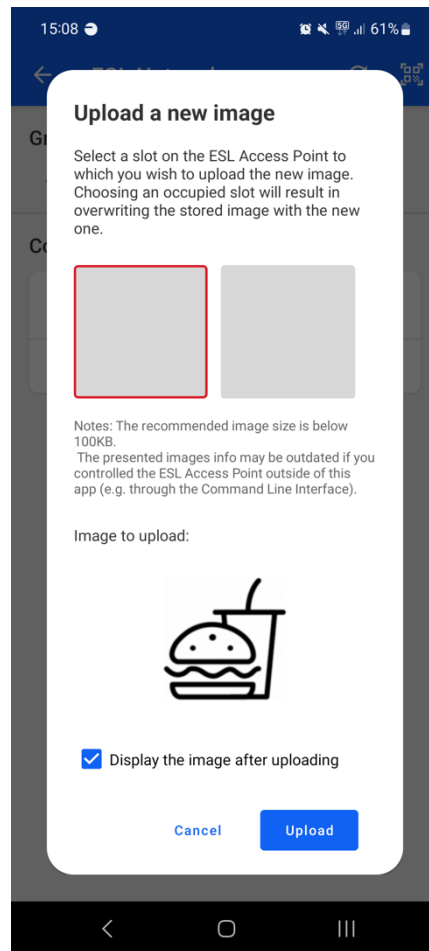 15:08
61%
Gr
Upload a new image
Select a slot on the ESL Access Point to
which you wish to upload the new image.
Choosing an occupied slot will result in
overwriting the stored image with the new
one.
Co
Notes: The recommended image size is below
100KB.
The presented images info may be outdated if you
controlled the ESL Access Point outside of this
app (e.g. through the Command Line Interface).
Image to upload:
Display the image after uploading
Cancel
Upload